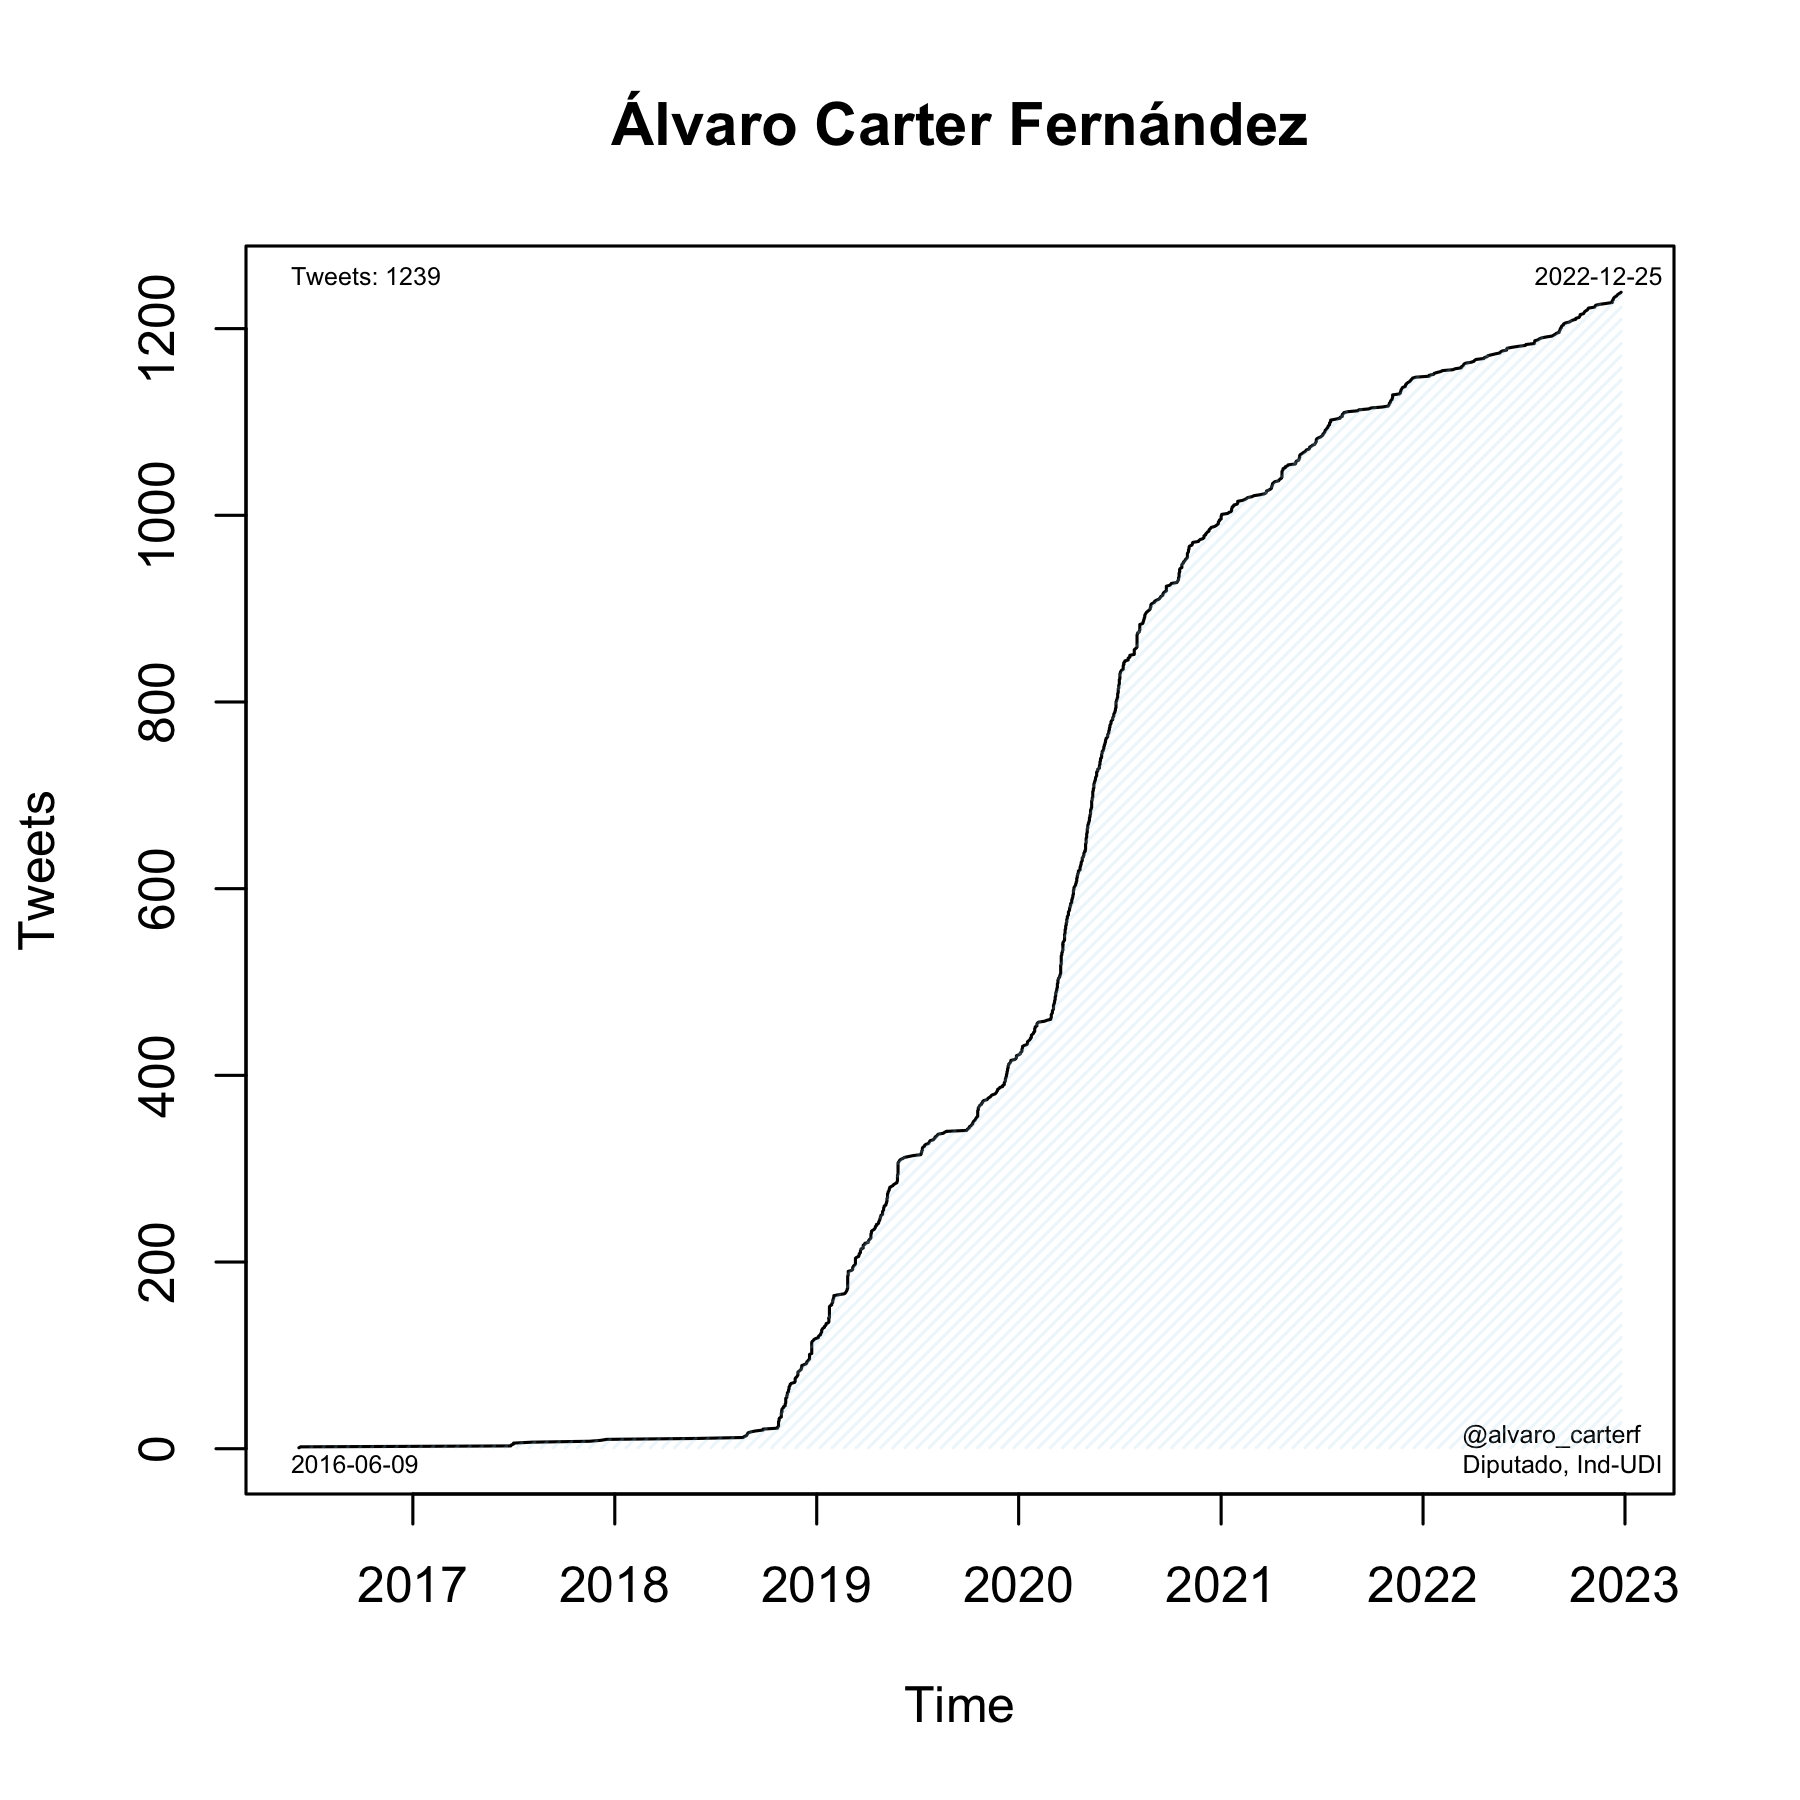 Álvaro Carter Fernández
Tweets: 1239
2022-12-25
1200
1000
800
600
400
200
0
Tweets
@alvaro_carterf
2016-06-09
Diputado, Ind-UDI
2017
2018
2019
2020
2021
2022
2023
Time